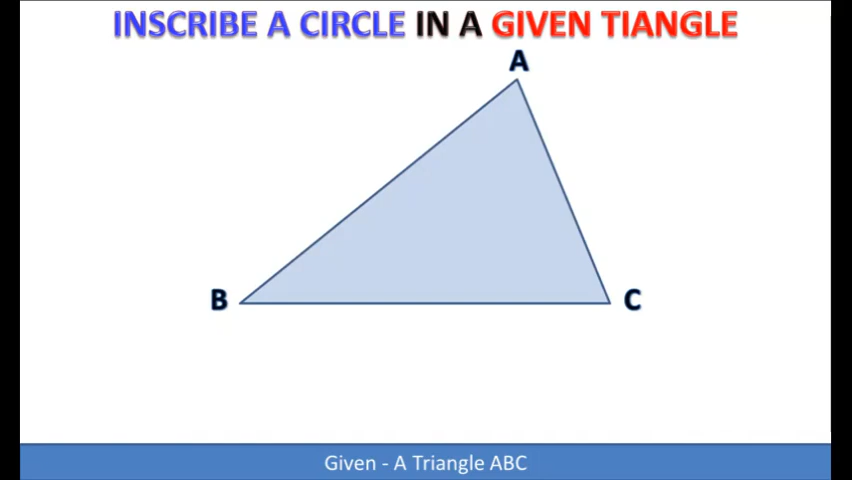 INSCRIBE A CIRCLE IN A GIVEN TIANGLE
A
B
C
Given - A Triangle ABC